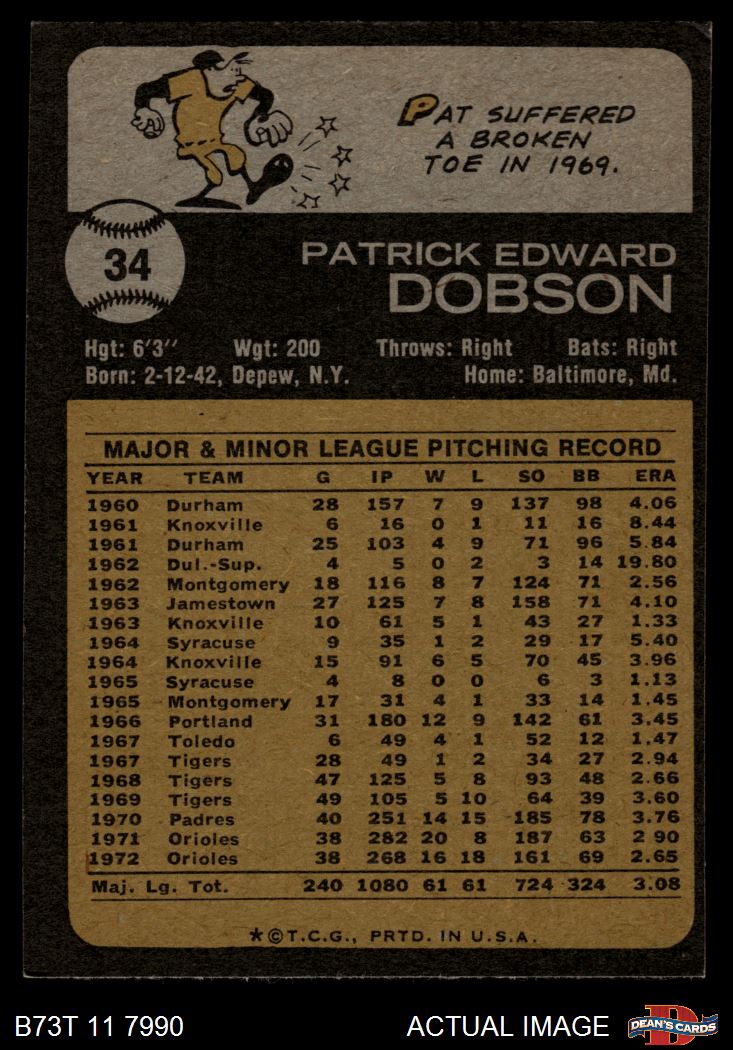 PAT SUFFERED
A BROKEN
TOE IN 1969.
34
PATRICK EDWARD
DOBSON
Hgt: 6'3'' Wgt: 200 Throws: Right Bats: Right
Born: 2-12-42, Depew, N.Y. Home: Baltimore, Md.
MAJOR & MINOR LEAGUE PITCHING RECORD
YEAR TEAM G IP W L SO BB ERA
1960 Durham 28 157 7 9 137 98 4.06
1961 Knoxville 6 16 0 1 11 16 8.44
1961 Durham 25 103 4 9 71 96 5.84
1962 Dul.-Sup. 4 5 0 2 3 14 19.80
1962 Montgomery 18 116 8 7 124 71 2.56
1963 Jamestown 27 125 7 8 158 71 4.10
1963 Knoxville 10 61 5 1 43 27 1.33
1964 Syracuse 9 35 1 2 29 17 5.40
1964 Knoxville 15 91 6 5 70 45 3.96
1965 Syracuse 4 8 0 0 6 3 1.13
1965 Montgomery 17 31 4 1 33 14 1.45
1966 Portland 31 180 12 9 142 61 3.45
1967 Toledo 6 49 4 1 52 12 1.47
1967 Tigers 28 49 1 2 34 27 2.94
1968 Tigers 47 125 5 8 93 48 2.66
1969 Tigers 49 105 5 10 64 39 3.60
1970 Padres 40 251 14 15 185 78 3.76
1971 Orioles 38 282 20 8 187 63 2 90
1972 Orioles 38 268 16 18 161 69 2.65
Maj. Lg. Tot. 240 1080 61 61 724 324 3.08
★©T.C.G., PRTD. IN U.S.A.
B73T 11 7990 ACTUAL IMAGE DEAN'S CARDS